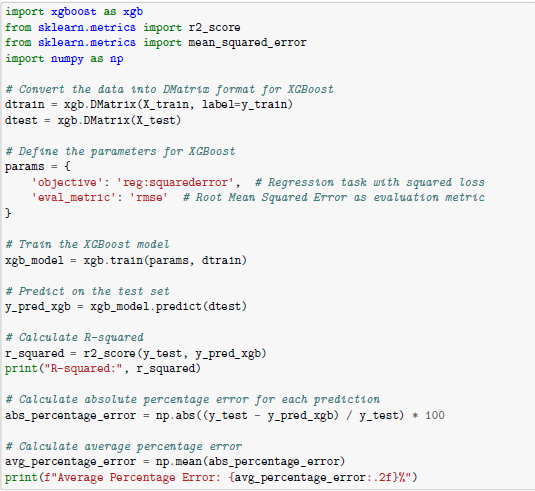 import xgboost as xgb
from sklearn.metrics import r2_score
from sklearn.metrics import mean_squared_error
import numpy as np
# Convert the data into DMatrix format for XGBoost
dtrain = xgb.DMatrix(X_train, label=y_train)
dtest = xgb.DMatrix(X_test)
# Define the parameters for XGBoost
params = {
    'objective': 'reg:squarederror',  # Regression task with squared loss
    'eval_metric': 'rmse'  # Root Mean Squared Error as evaluation metric
}
# Train the XGBoost model
xgb_model = xgb.train(params, dtrain)
# Predict on the test set
y_pred_xgb = xgb_model.predict(dtest)
# Calculate R-squared
r_squared = r2_score(y_test, y_pred_xgb)
print("R-squared:", r_squared)
# Calculate absolute percentage error for each prediction
abs_percentage_error = np.abs((y_test - y_pred_xgb) / y_test) * 100
# Calculate average percentage error
avg_percentage_error = np.mean(abs_percentage_error)
print(f"Average Percentage Error: {avg_percentage_error:.2f}%")